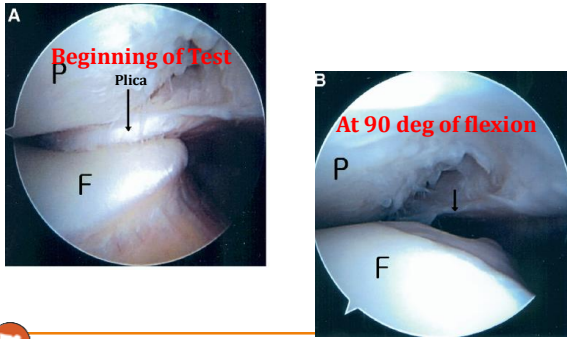 A
Beginning of Test
P
Plica
F
B
At 90 deg of flexion
P
F